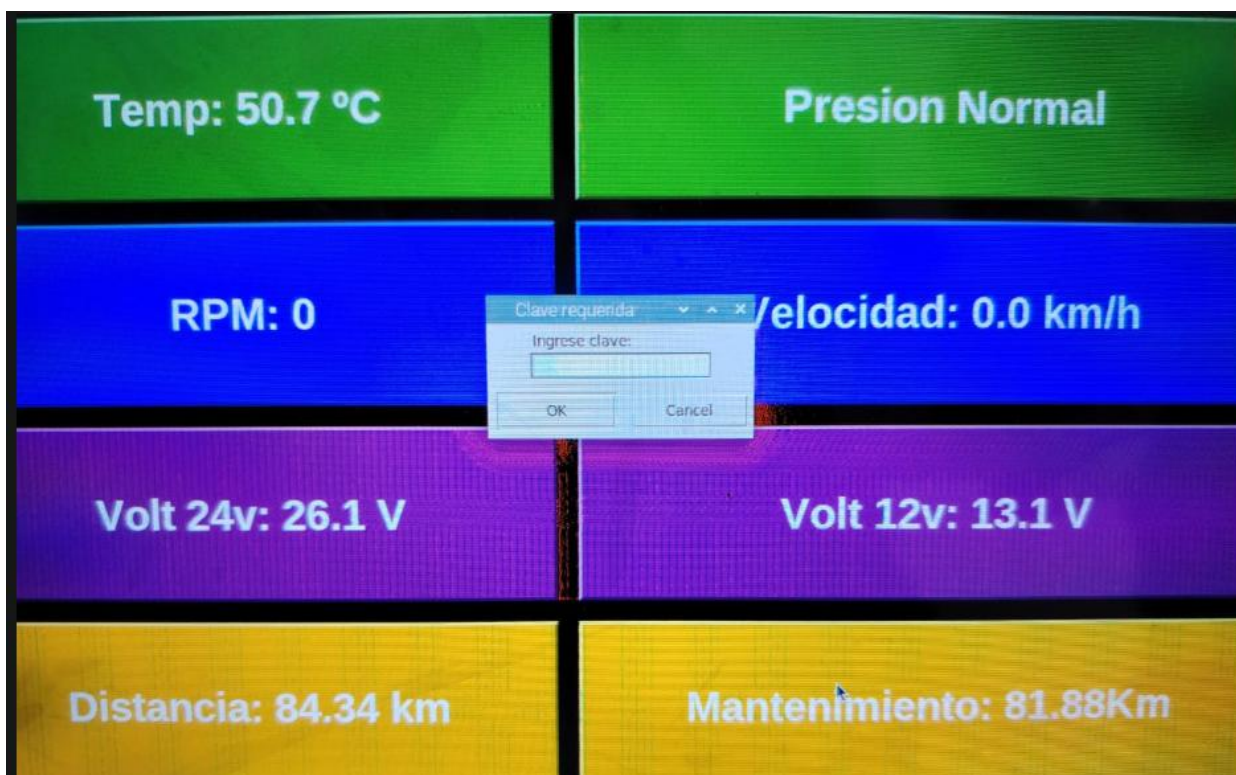 Temp: 50.7 ºC
Presion Normal
RPM: 0
Velocidad: 0.0 km/h
Clave requerida
Ingrese clave:
OK
Cancel
Volt 24v: 26.1 V
Volt 12v: 13.1 V
Distancia: 84.34 km
Mantenimiento: 81.88Km